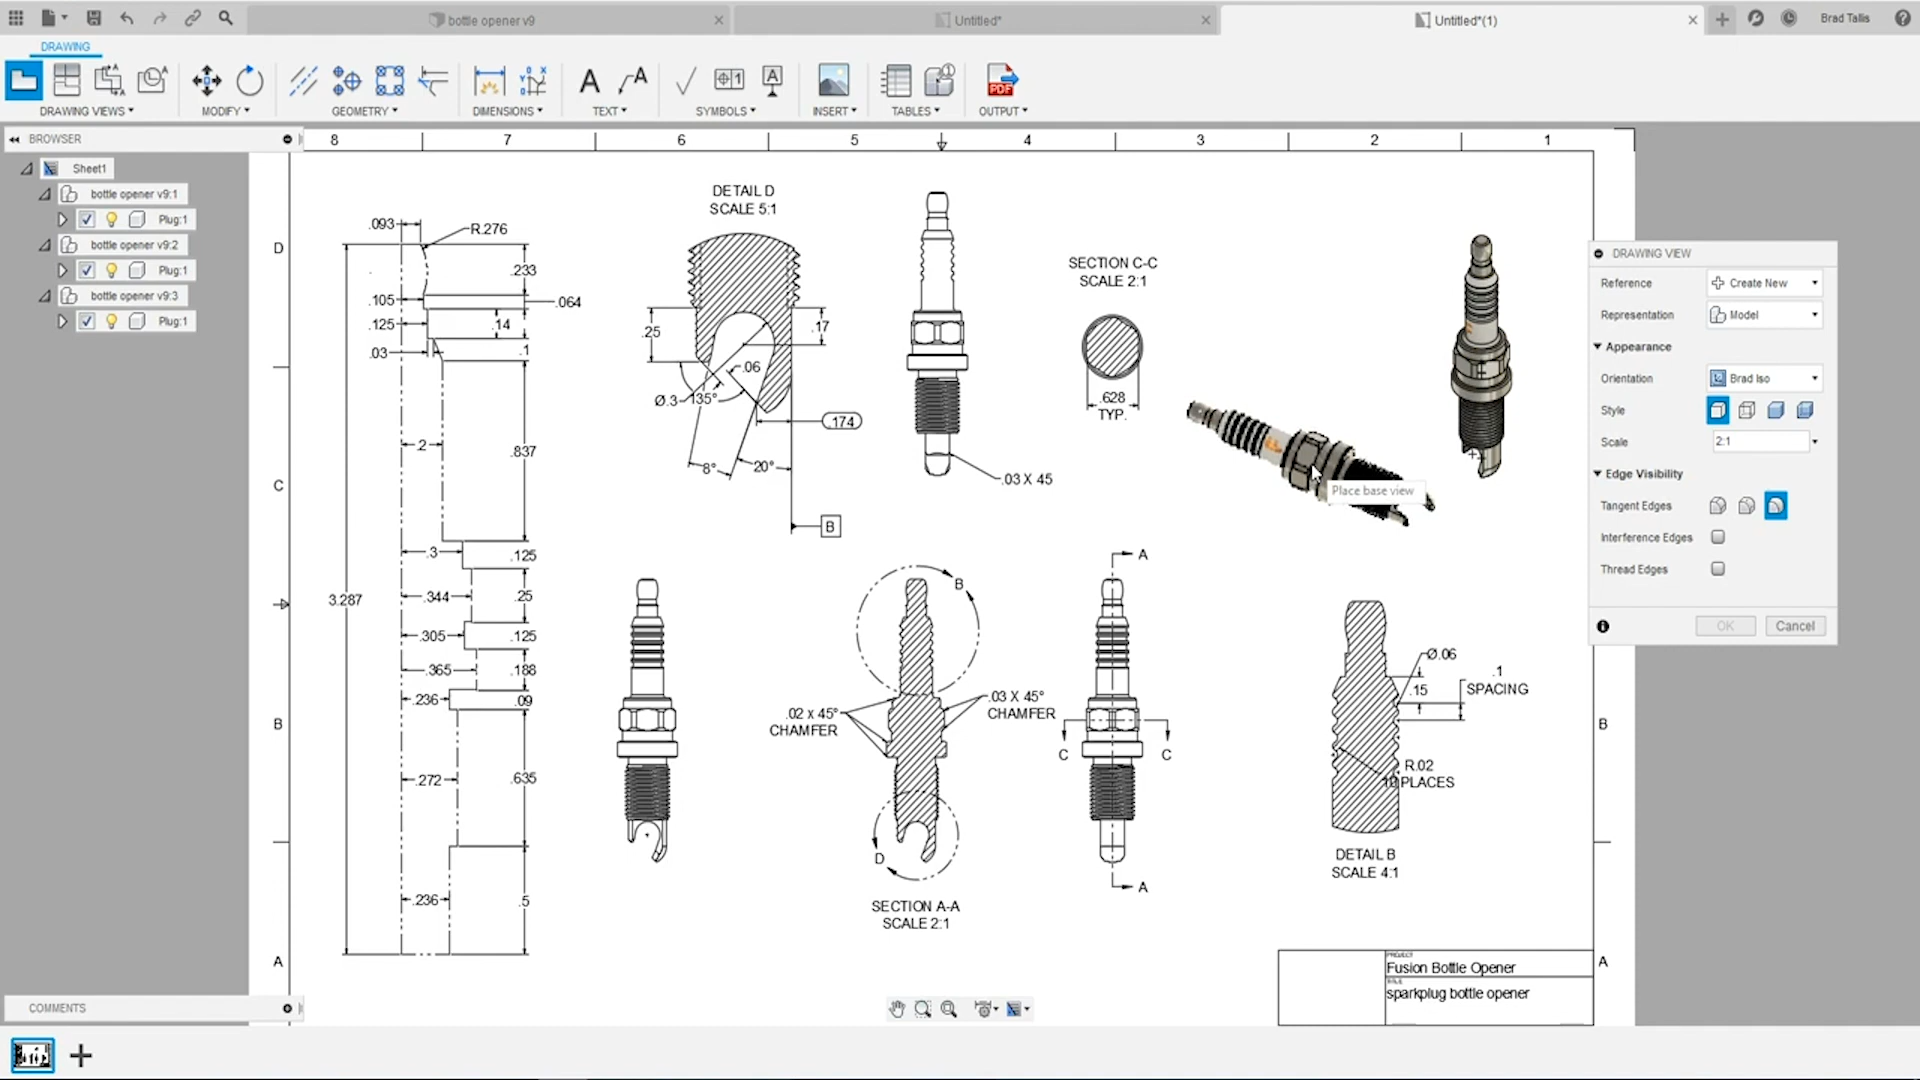 bottle opener v9
Untitled*
Untitled*(1)
Brad Tallis
DRAWING
DRAWING VIEWS
MODIFY
GEOMETRY
DIMENSIONS
TEXT
SYMBOLS
INSERT
TABLES
PDF
OUTPUT
BROWSER
Sheet1
bottle opener v9:1
Plug:1
bottle opener v9:2
Plug:1
bottle opener v9:3
Plug:1
8 7 6 5 4 3 2 1
D
C
B
A
.093
R.276
.233
.105
.064
.125
.14
.03
.1
.2
.837
.3
.125
3.287
.344
.25
.305
.125
.365
.188
.236
.09
.272
.635
.236
.5
DETAIL D
SCALE 5:1
.25
.17
.06
Ø.3
135°
.174
8°
20°
B
.03 X 45
SECTION C-C
SCALE 2:1
.628
TYP.
Place base view
B
D
.02 x 45°
CHAMFER
.03 X 45°
CHAMFER
SECTION A-A
SCALE 2:1
A
C
C
A
Ø.06
.15
.1
SPACING
R.02
PLACES
DETAIL B
SCALE 4:1
B
A
PROJECT
Fusion Bottle Opener
TITLE
sparkplug bottle opener
DRAWING VIEW
Reference
Create New
Representation
Model
Appearance
Orientation
Brad Iso
Style
Scale
2:1
Edge Visibility
Tangent Edges
Interference Edges
Thread Edges
OK
Cancel
COMMENTS